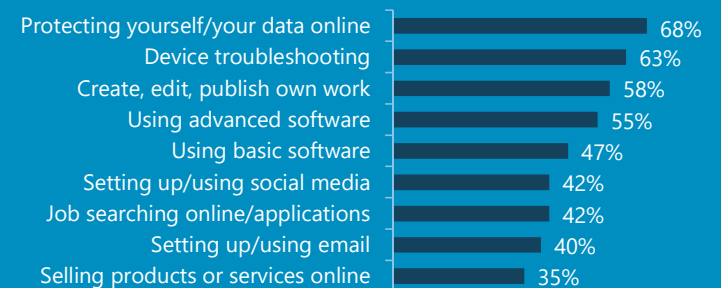 Protecting yourself/your data online 68%
Device troubleshooting 63%
Create, edit, publish own work 58%
Using advanced software 55%
Using basic software 47%
Setting up/using social media 42%
Job searching online/applications 42%
Setting up/using email 40%
Selling products or services online 35%